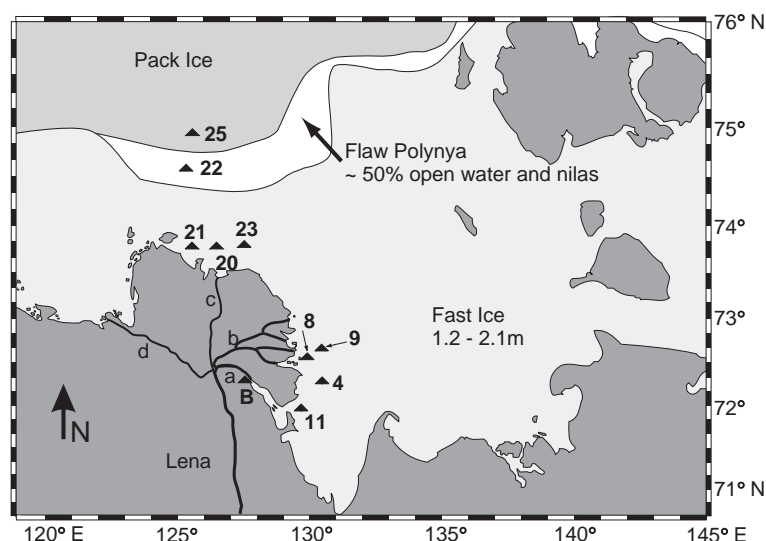 76° N
Pack Ice
25
75° N
Flaw Polynya
~ 50% open water and nilas
22
74° N
21
23
20
c
8
Fast Ice
1.2 - 2.1m
73° N
9
b
d
a
B
4
72° N
11
N
Lena
71° N
120° E
125°
130°
135°
140°
145° E